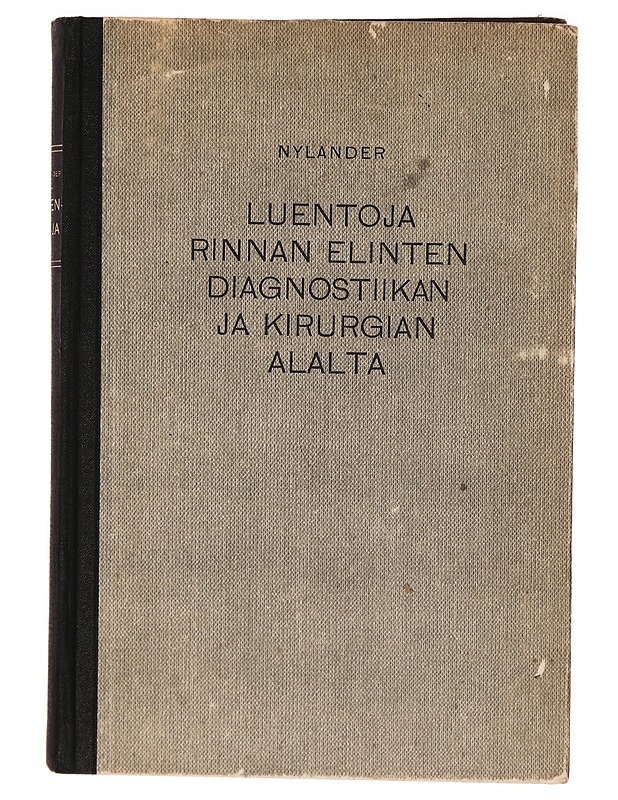 NYLANDER
LUENTOJA
RINNAN ELINTEN
DIAGNOSTIIKAN
JA KIRURGIAN
ALALTA